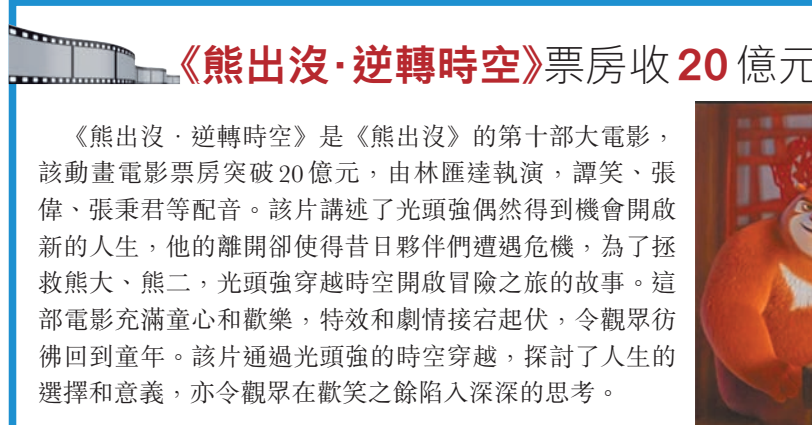 《熊出沒·逆轉時空》票房收20億元
《熊出沒·逆轉時空》是《熊出沒》的第十部大電影，
該動畫電影票房突破20億元，由林匯達執演，譚笑、張
偉、張秉君等配音。該片講述了光頭強偶然得到機會開啟
新的人生，他的離開卻使得昔日夥伴們遭遇危機，為了拯
救熊大、熊二，光頭強穿越時空開啟冒險之旅的故事。這
部電影充滿童心和歡樂，特效和劇情接宕起伏，令觀眾彷
彿回到童年。該片通過光頭強的時空穿越，探討了人生的
選擇和意義，亦令觀眾在歡笑之餘陷入深深的思考。